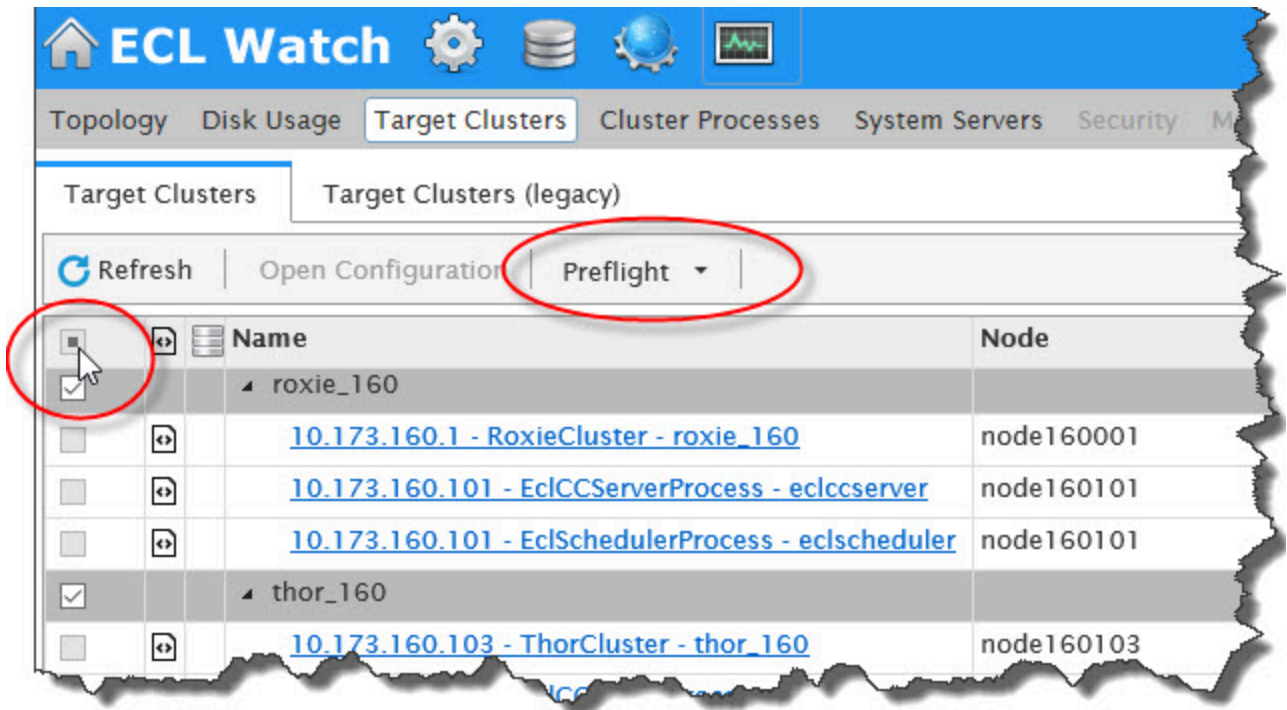 ECL Watch
Topology Disk Usage Target Clusters Cluster Processes System Servers Security
Target Clusters Target Clusters (legacy)
Refresh Open Configuration Preflight
Name Node
roxie_160
10.173.160.1 - RoxieCluster - roxie_160 node160001
10.173.160.101 - EclCCServerProcess - eclccserver node160101
10.173.160.101 - EclSchedulerProcess - eclscheduler node160101
thor_160
10.173.160.103 - ThorCluster - thor_160 node160103